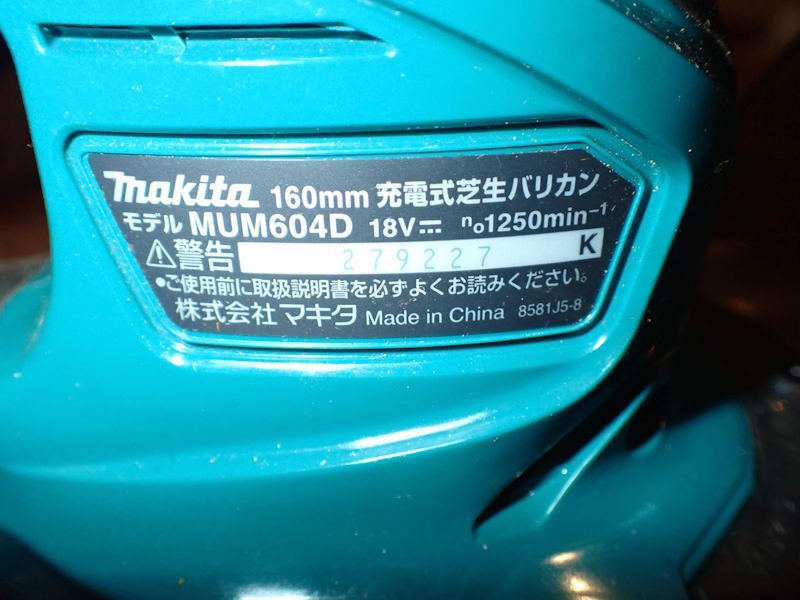 makita 160mm 充電式芝生バリカン
モデル MUM604D 18V⎓ n₀1250min⁻¹
⚠警告 279227 K
●ご使用前に取扱説明書を必ずよくお読みください。
株式会社 マキタ Made in China 8581J5-8